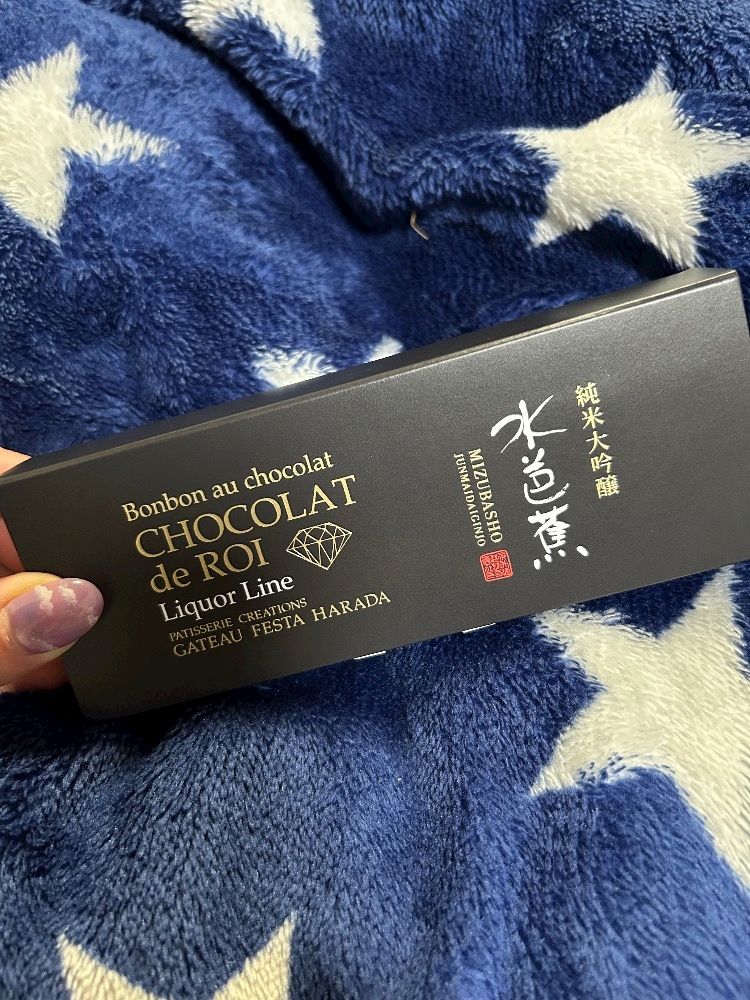 Bonbon au chocolat
CHOCOLAT
de ROI
Liquor Line
PATISSERIE CREATIONS
GATEAU FESTA HARADA
純米大吟醸
水芭蕉
MIZUBASHO
JUNMAIDAIGINJO